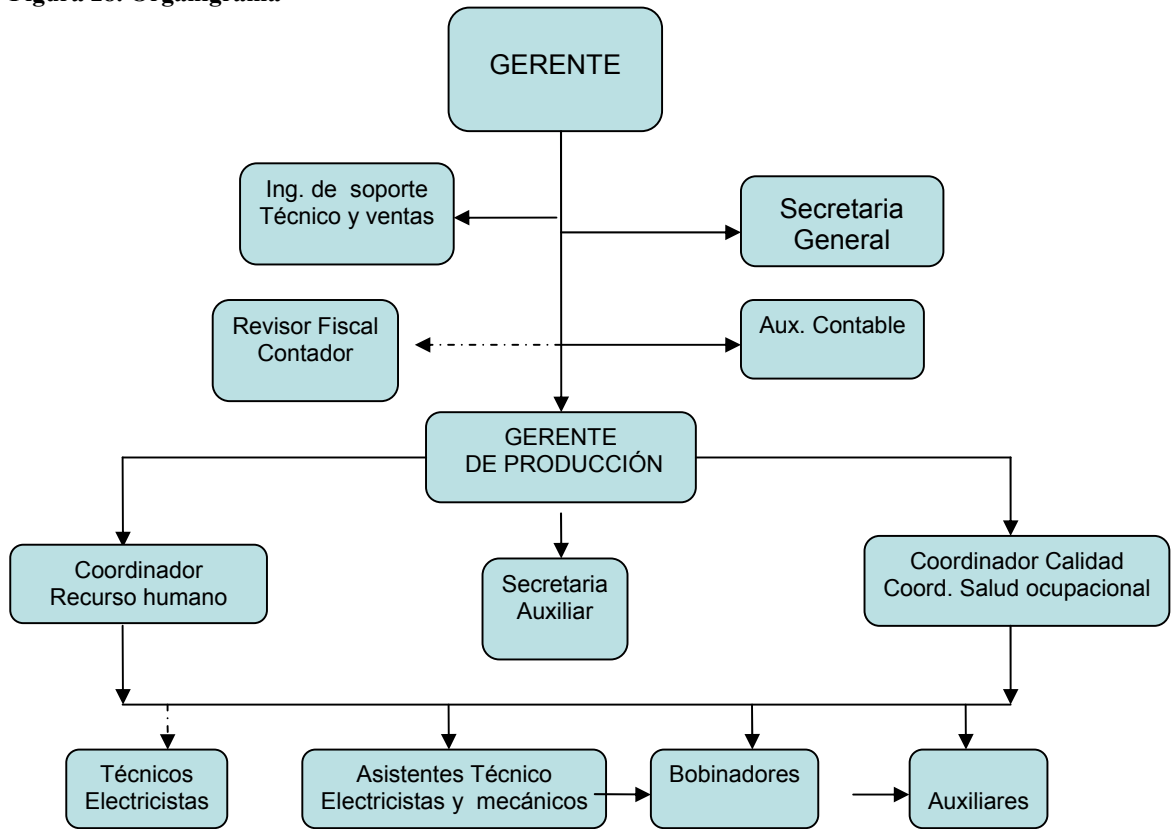 GERENTE
Ing. de soporte
Técnico y ventas
Secretaria
General
Revisor Fiscal
Contador
Aux. Contable
GERENTE
DE PRODUCCIÓN
Coordinador
Recurso humano
Secretaria
Auxiliar
Coordinador Calidad
Coord. Salud ocupacional
Técnicos
Electricistas
Asistentes Técnico
Electricistas y mecánicos
Bobinadores
Auxiliares